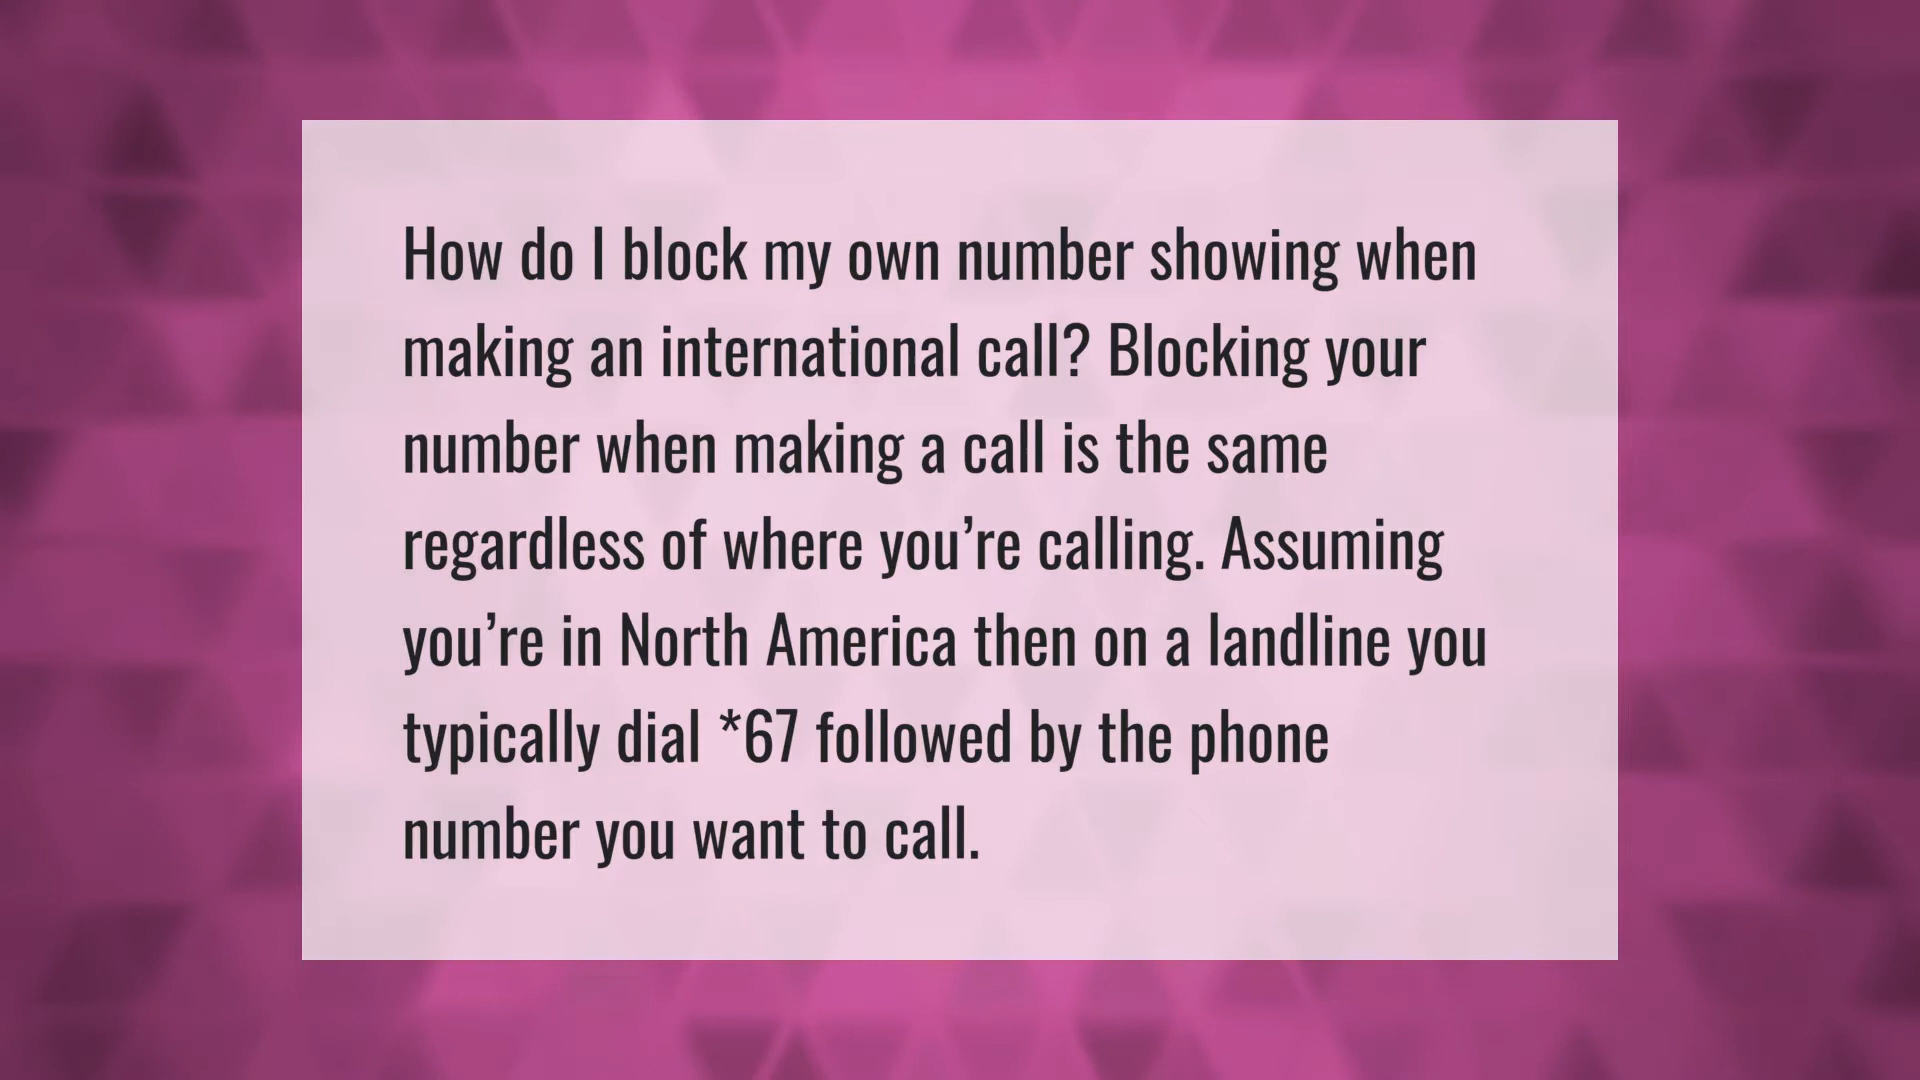 How do I block my own number showing when
making an international call? Blocking your
number when making a call is the same
regardless of where you’re calling. Assuming
you’re in North America then on a landline you
typically dial *67 followed by the phone
number you want to call.